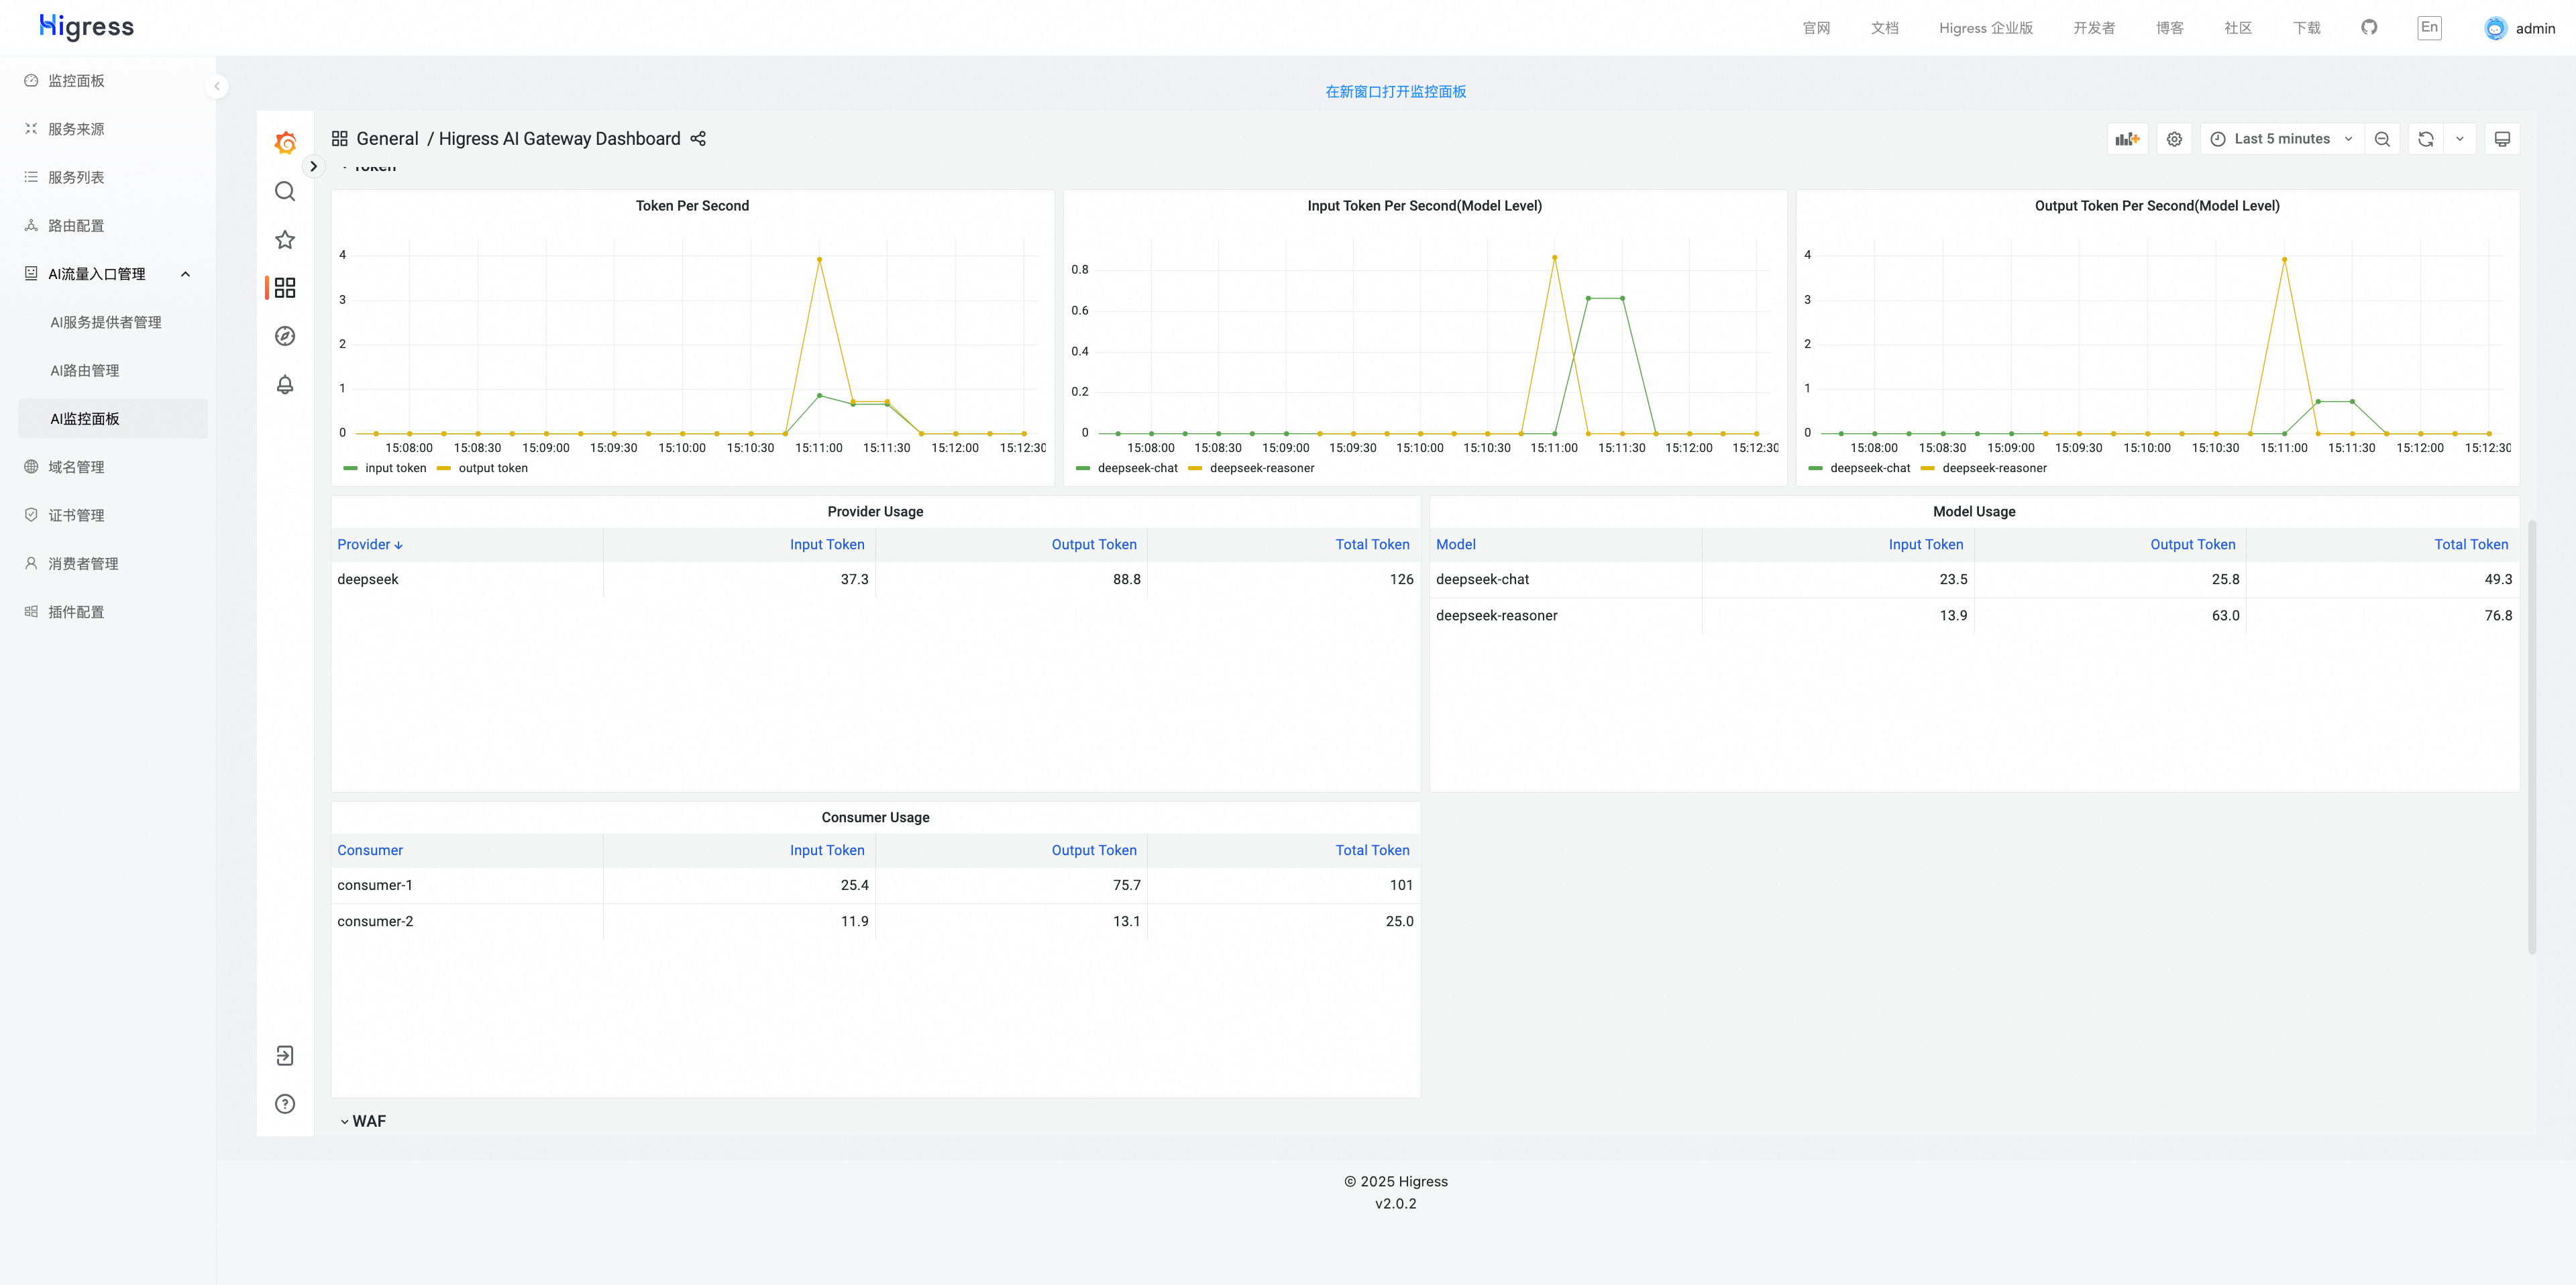 Higress
官网 文档 Higress 企业版 开发者 博客 社区 下载 En admin
监控面板
服务来源
服务列表
路由配置
AI流量入口管理
AI服务提供者管理
AI路由管理
AI监控面板
域名管理
证书管理
消费者管理
插件配置
在新窗口打开监控面板
General / Higress AI Gateway Dashboard
Last 5 minutes
Token
Token Per Second
4
3
2
1
0
15:08:00 15:08:30 15:09:00 15:09:30 15:10:00 15:10:30 15:11:00 15:11:30 15:12:00 15:12:30
input token output token
Input Token Per Second(Model Level)
0.8
0.6
0.4
0.2
0
15:08:00 15:08:30 15:09:00 15:09:30 15:10:00 15:10:30 15:11:00 15:11:30 15:12:00 15:12:30
deepseek-chat deepseek-reasoner
Output Token Per Second(Model Level)
4
3
2
1
0
15:08:00 15:08:30 15:09:00 15:09:30 15:10:00 15:10:30 15:11:00 15:11:30 15:12:00 15:12:30
deepseek-chat deepseek-reasoner
Provider Usage
Provider Input Token Output Token Total Token
deepseek 37.3 88.8 126
Model Usage
Model Input Token Output Token Total Token
deepseek-chat 23.5 25.8 49.3
deepseek-reasoner 13.9 63.0 76.8
Consumer Usage
Consumer Input Token Output Token Total Token
consumer-1 25.4 75.7 101
consumer-2 11.9 13.1 25.0
WAF
© 2025 Higress
v2.0.2